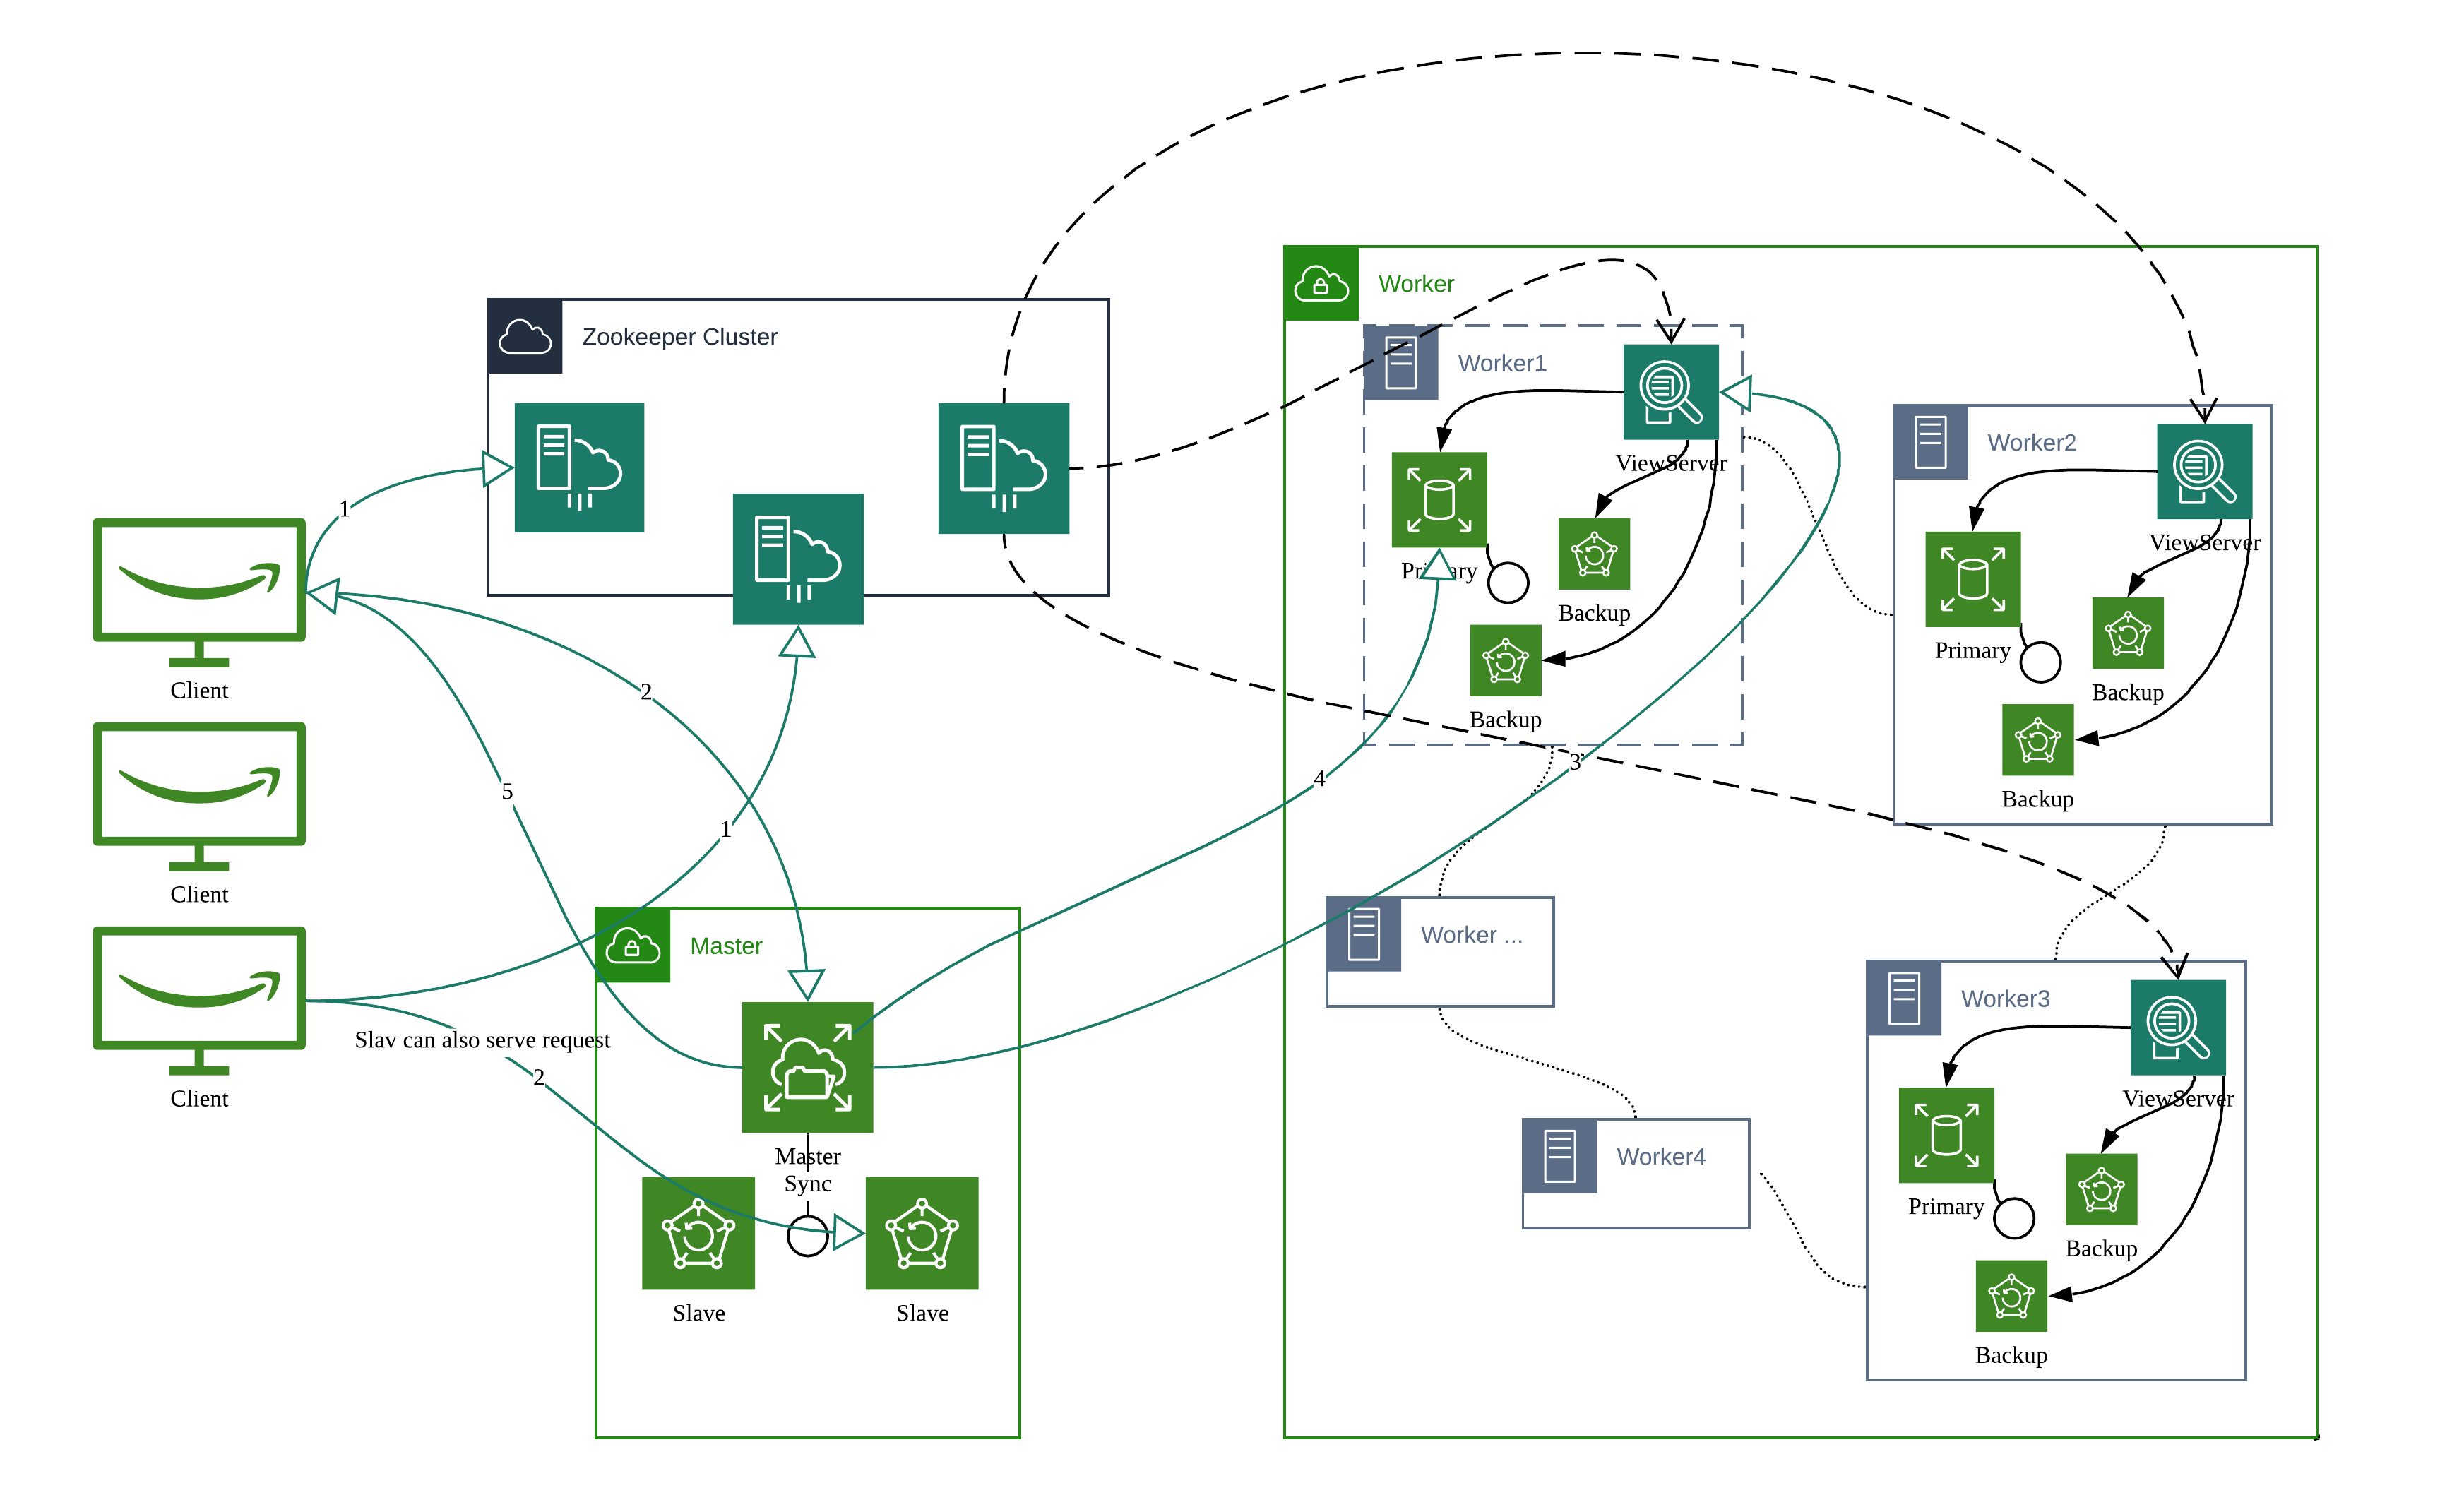 Worker
Zookeeper Cluster
Worker1
Worker2
ViewServer
1
ViewServer
Primary
Backup
Primary
Client
2
Backup
Backup
3
4
5
Backup
1
Client
Worker ...
Master
Worker3
Slav can also serve request
2
Client
ViewServer
Master
Sync
Worker4
Primary
Backup
Slave
Slave
Backup